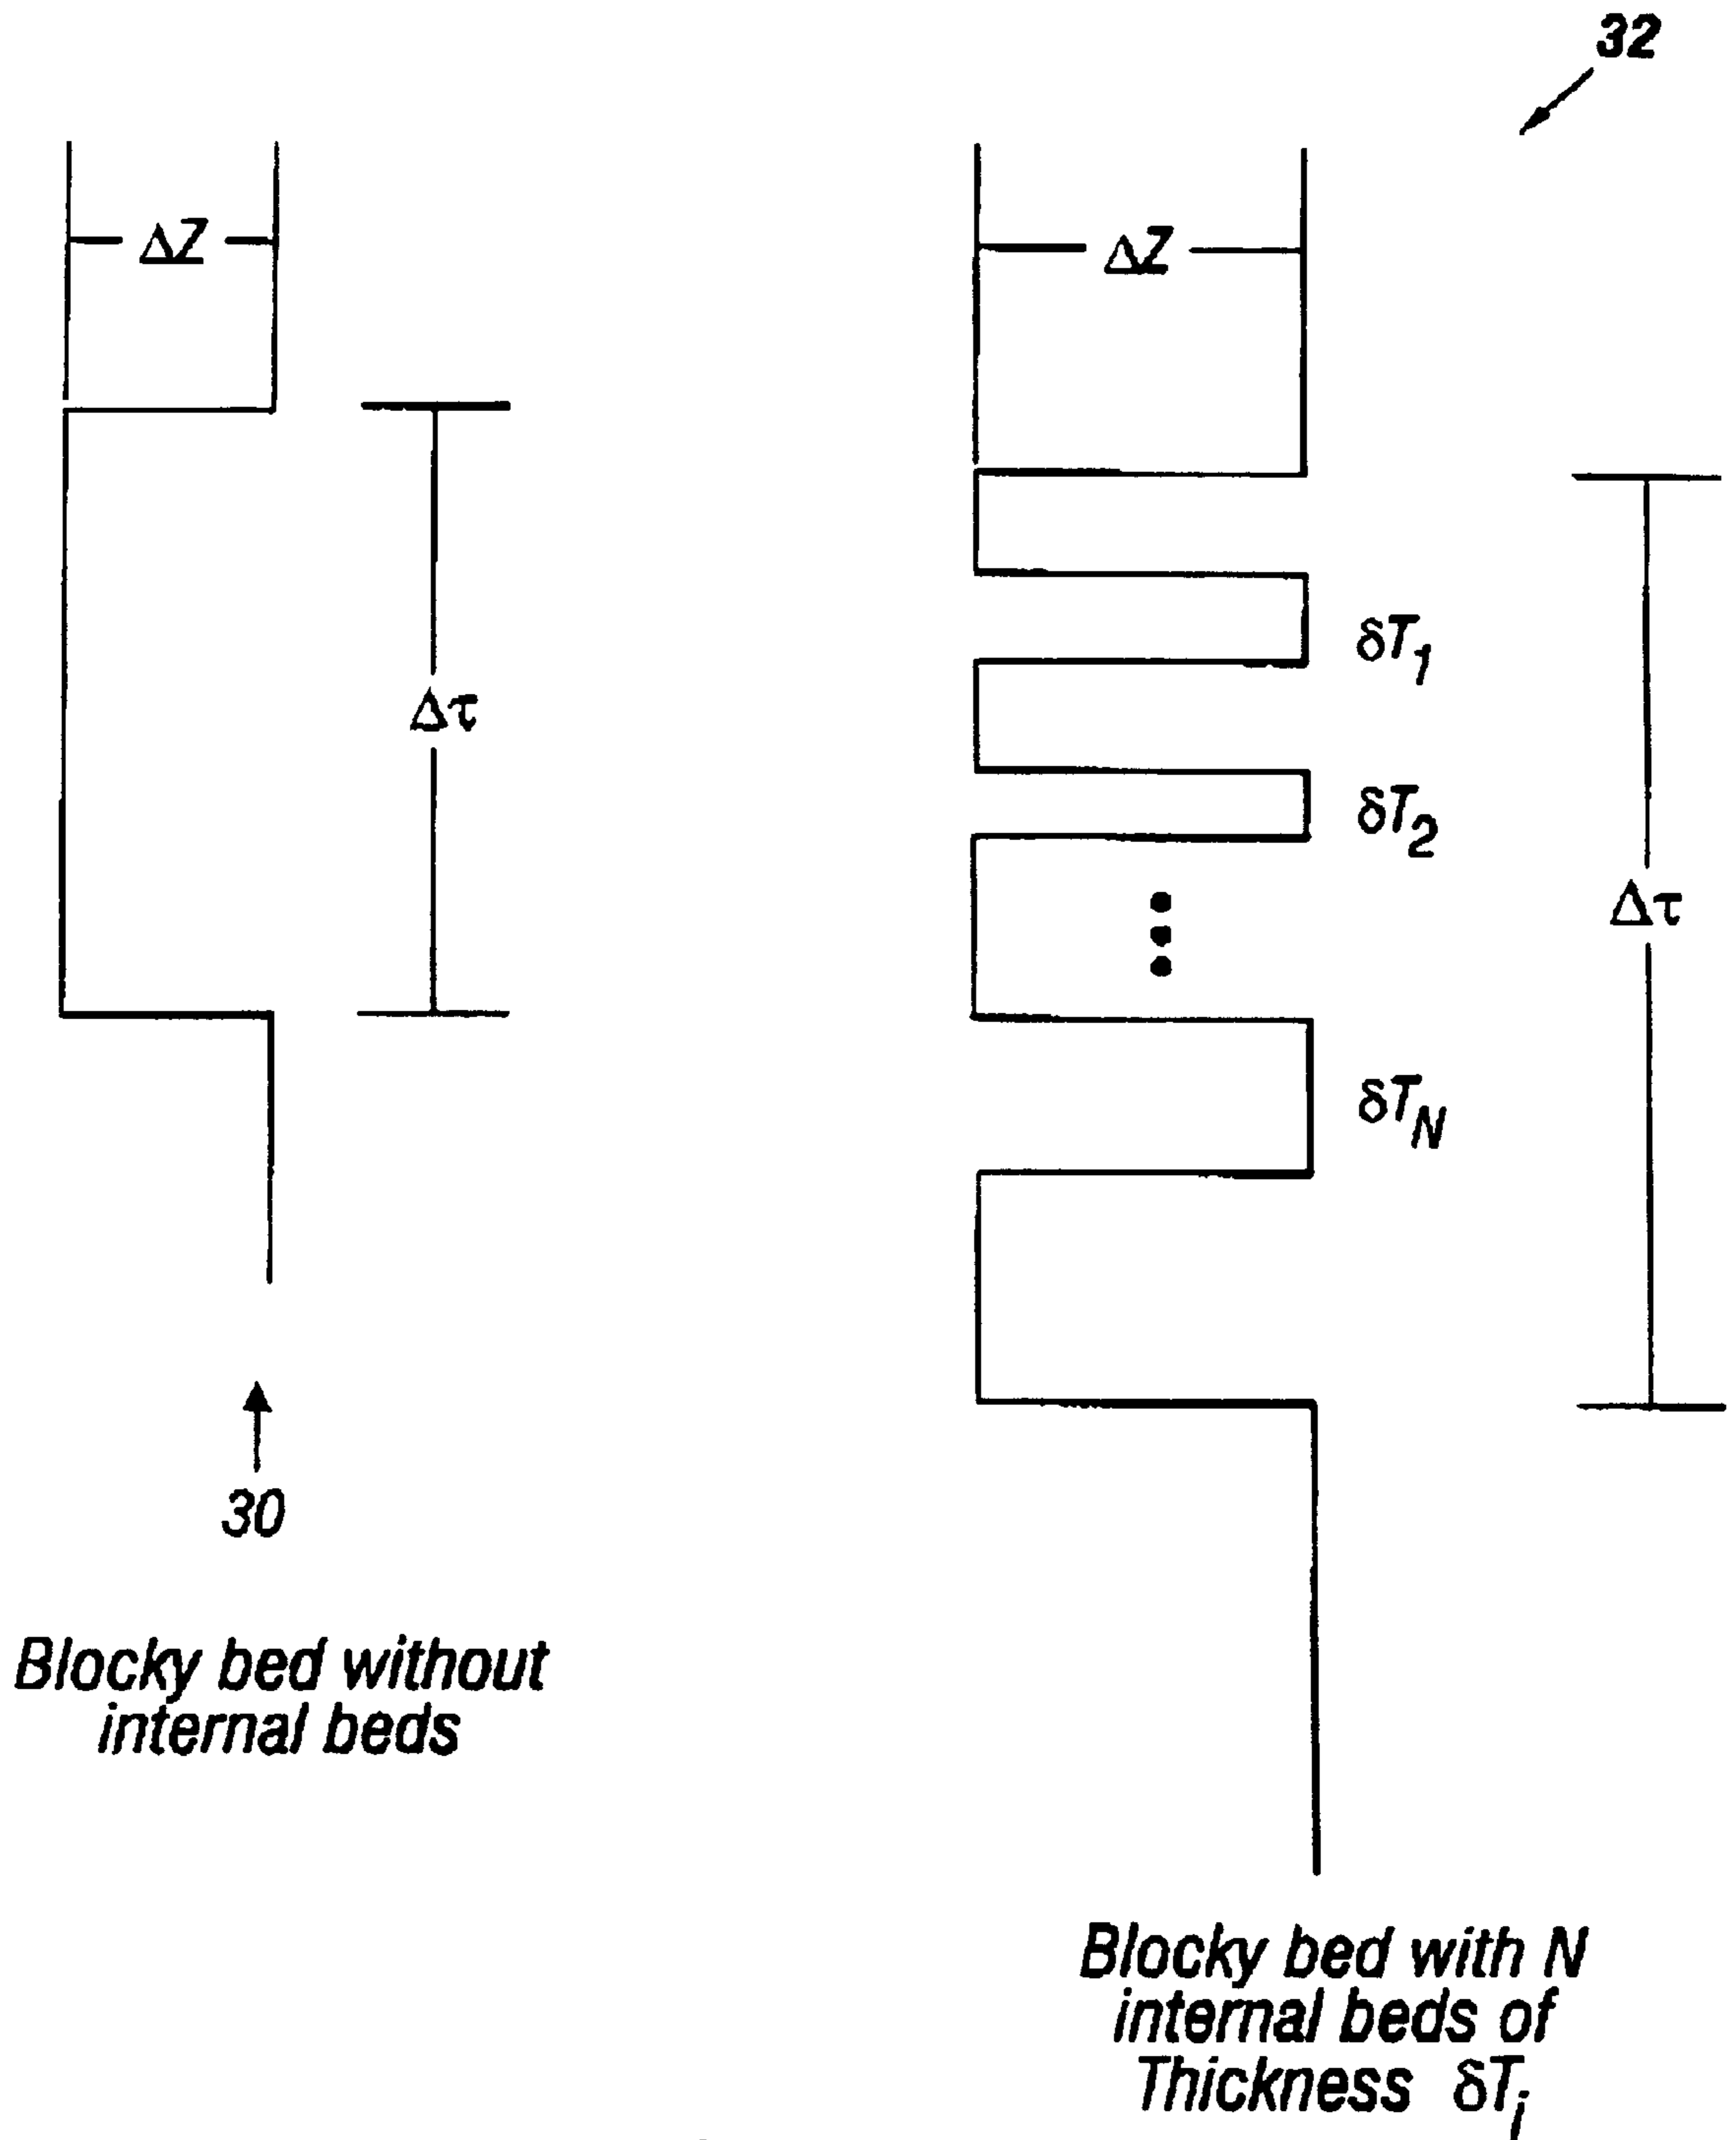 32
ΔZ
ΔZ
δT1
Δτ
δT2
Δτ
δTN
30
Blocky bed without
internal beds
Blocky bed with N
internal beds of
Thickness δTi